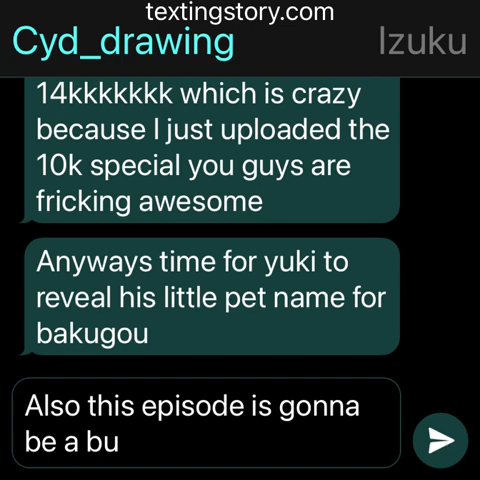 textingstory.com
Cyd_drawing Izuku
14kkkkkkk which is crazy
because I just uploaded the
10k special you guys are
fricking awesome
Anyways time for yuki to
reveal his little pet name for
bakugou
Also this episode is gonna
be a bu